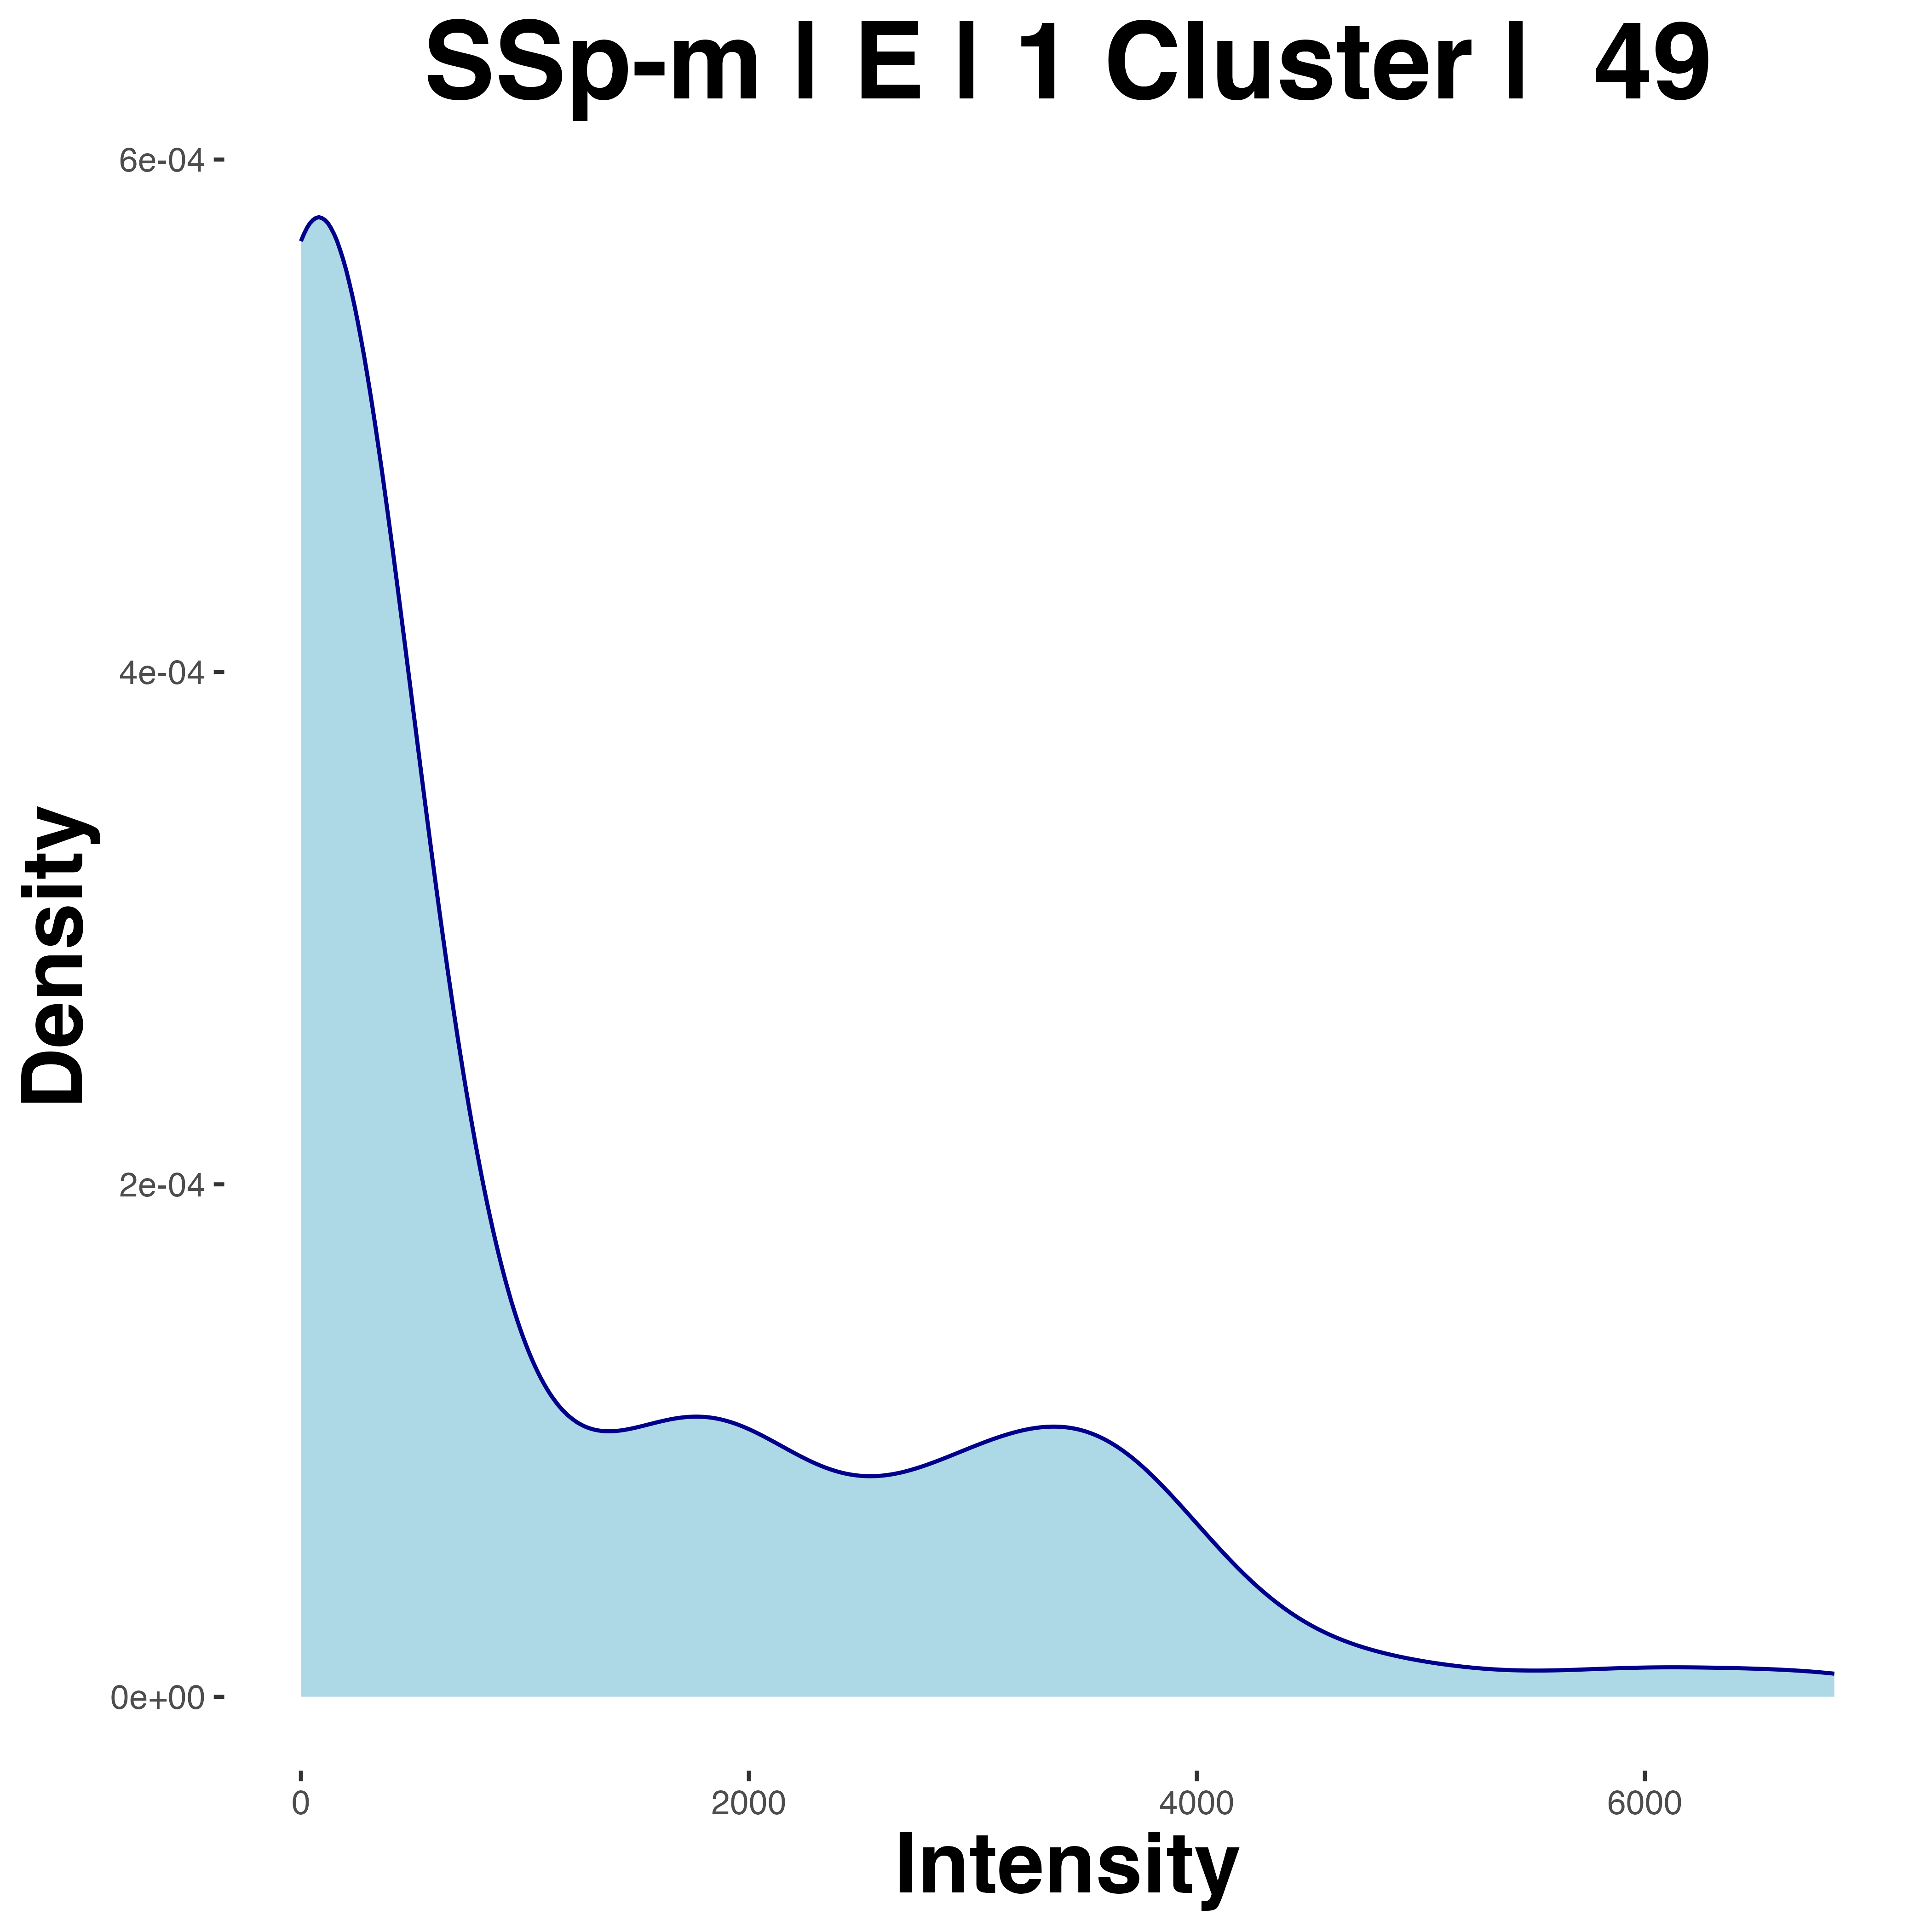 SSp-m | E | 1 Cluster | 49
6e-04
4e-04
2e-04
0e+00
Density
0 2000 4000 6000
Intensity